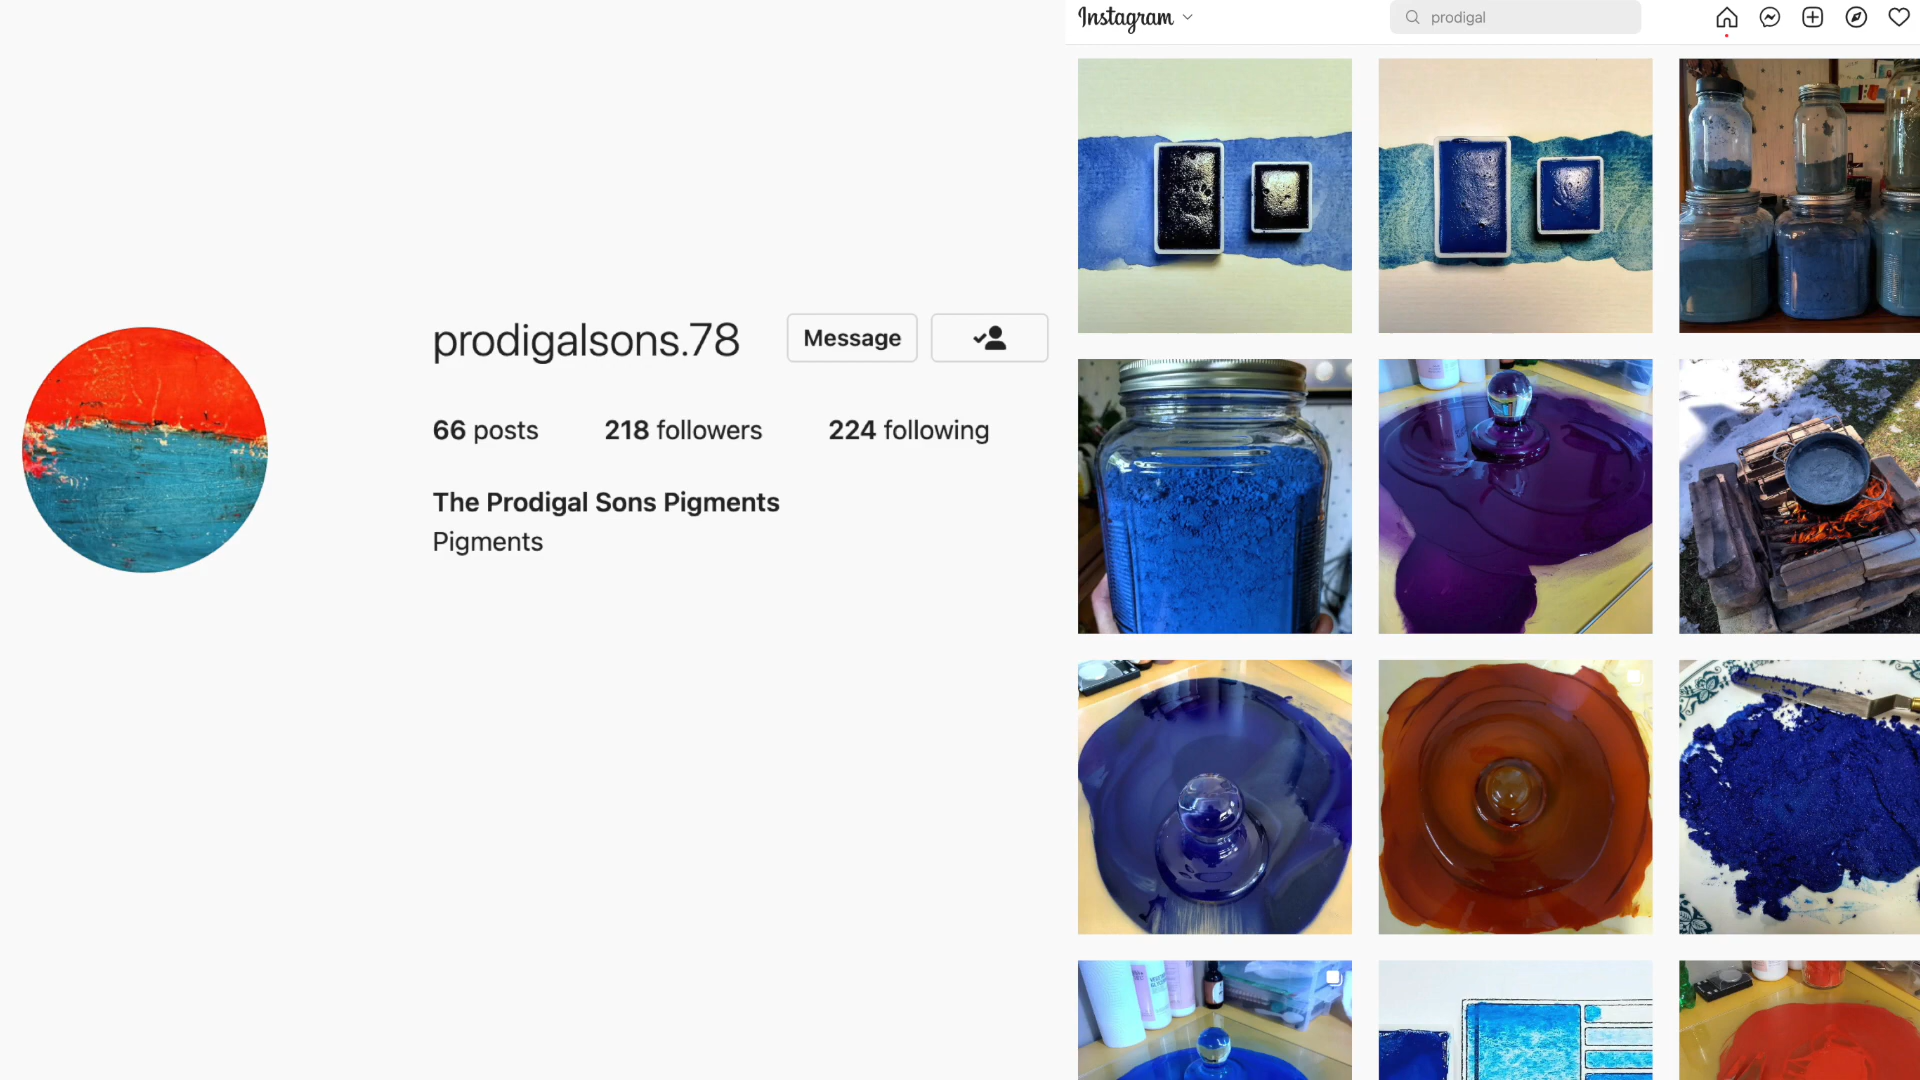 Instagram
prodigal
prodigalsons.78
Message
66 posts
218 followers
224 following
The Prodigal Sons Pigments
Pigments